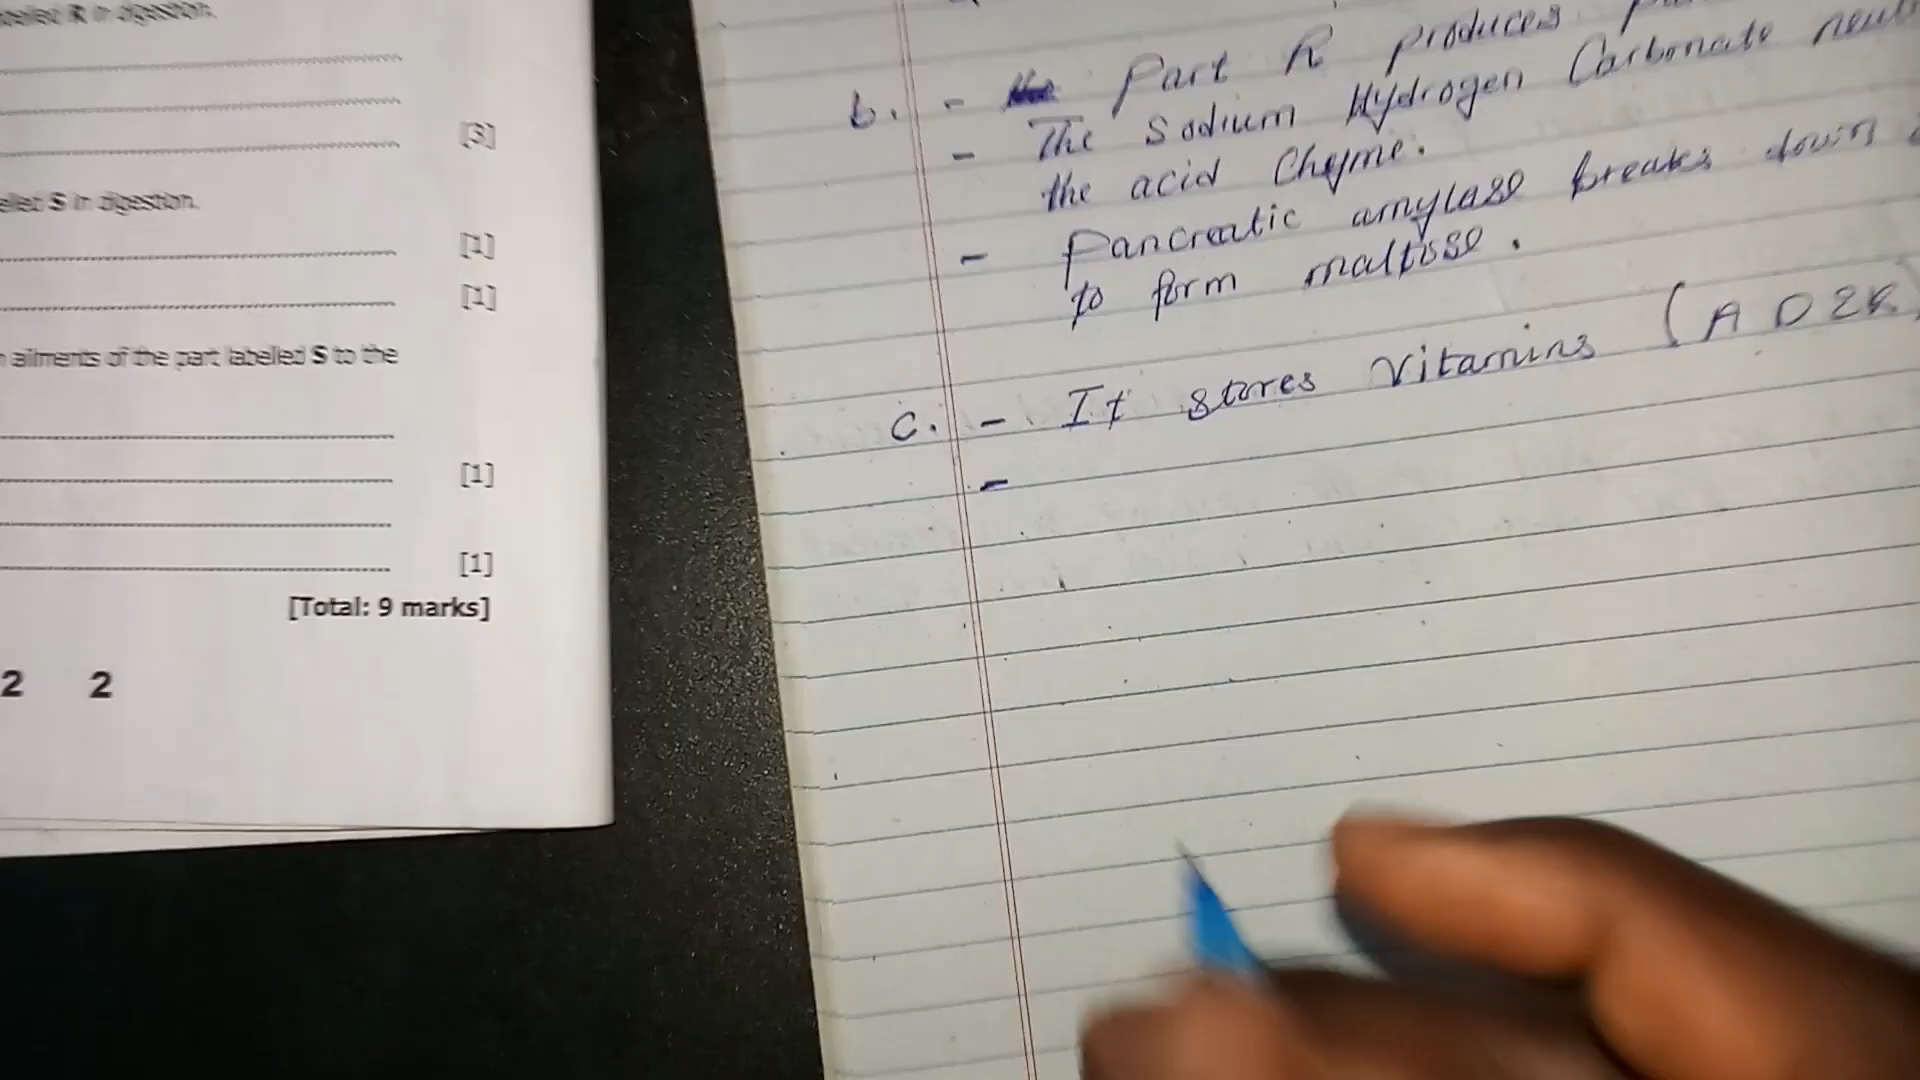 labelled R in digestion.
[3]
labelled S in digestion.
[1]
[1]
ailments of the part labelled S to the
[1]
[1]
[Total: 9 marks]
2 2
b. - Part R produces
- The Sodium Hydrogen Carbonate
the acid Chyme.
- Pancreatic amylase breaks down
to form maltose.
c. - It stores Vitamins (A D E K)
-